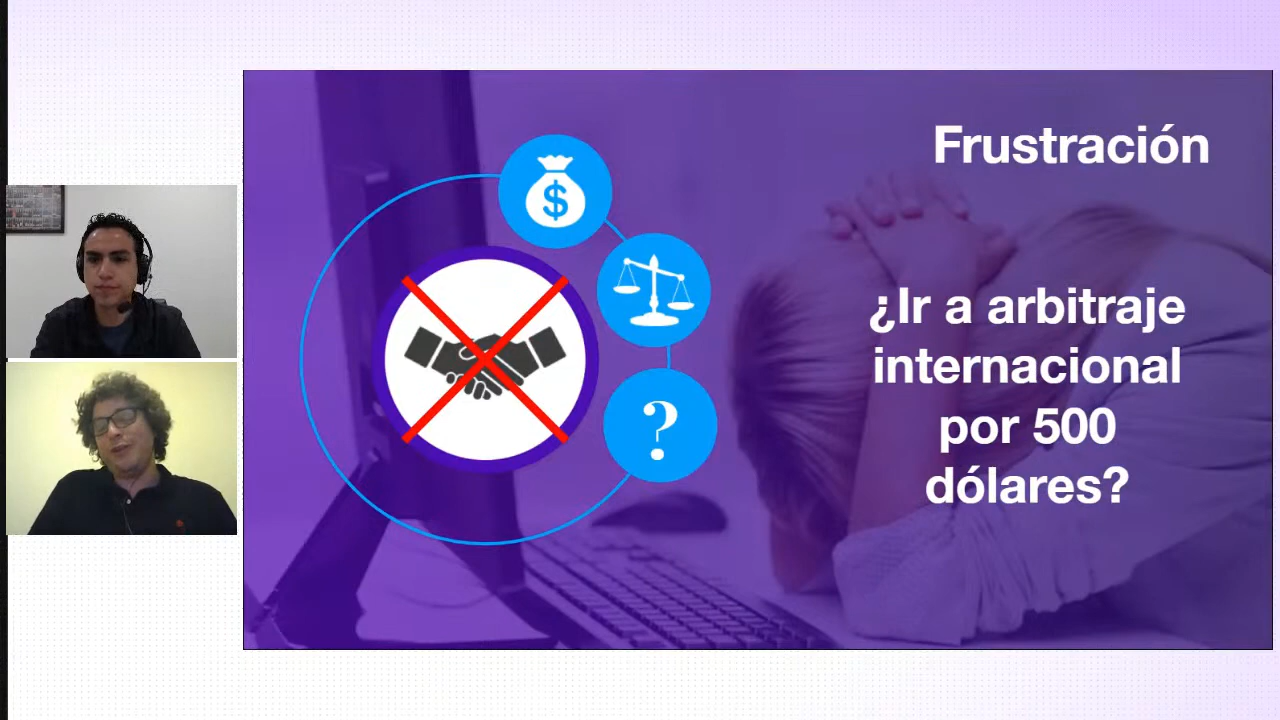 Frustración
¿Ir a arbitraje
internacional
por 500
dólares?
$
?